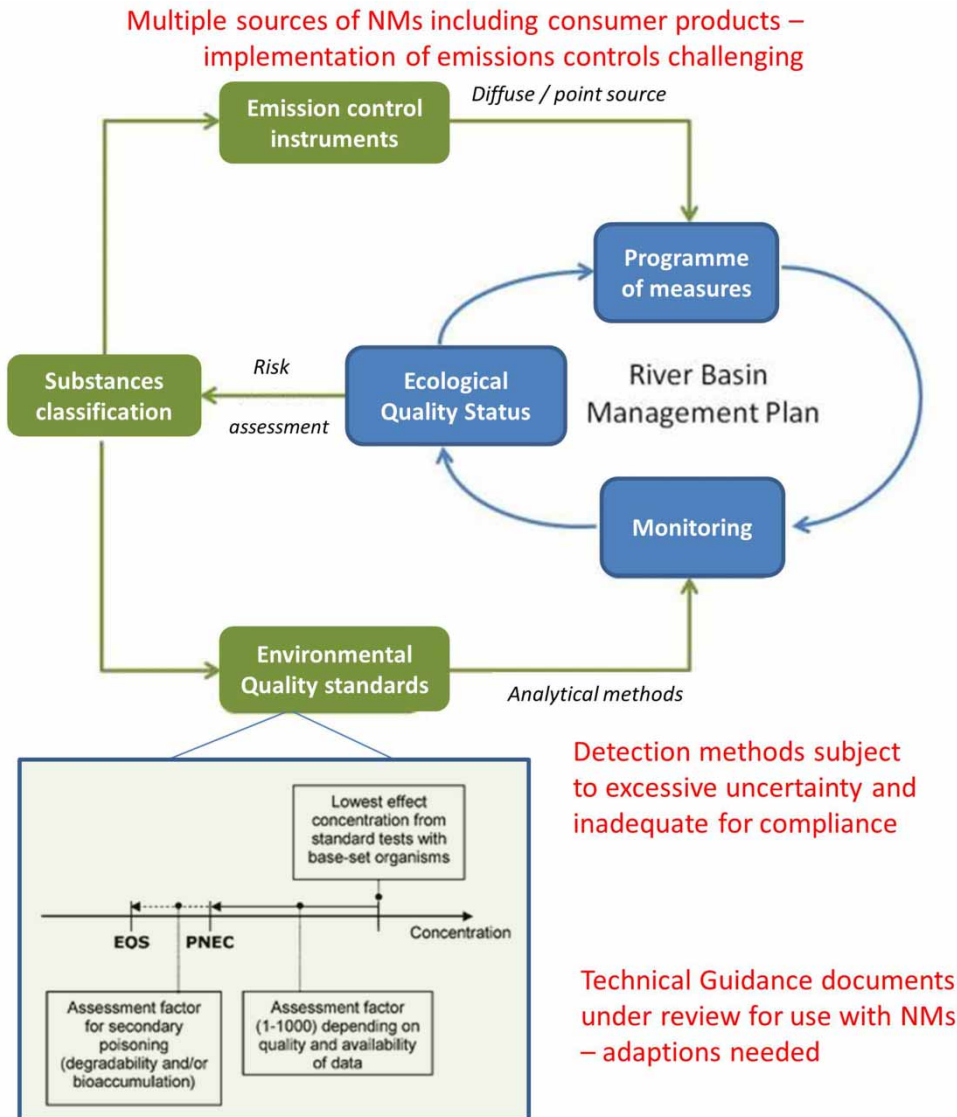 Multiple sources of NMs including consumer products –
implementation of emissions controls challenging
Diffuse / point source
Emission control
instruments
Programme
of measures
Substances
classification
Risk
assessment
Ecological
Quality Status
River Basin
Management Plan
Monitoring
Environmental
Quality standards
Analytical methods
Detection methods subject
to excessive uncertainty and
inadequate for compliance
Lowest effect
concentration from
standard tests with
base-set organisms
EQS
PNEC
Concentration
Assessment factor
for secondary
poisoning
(degradability and/or
bioaccumulation)
Assessment factor
(1-1000) depending on
quality and availability
of data
Technical Guidance documents
under review for use with NMs
– adaptions needed